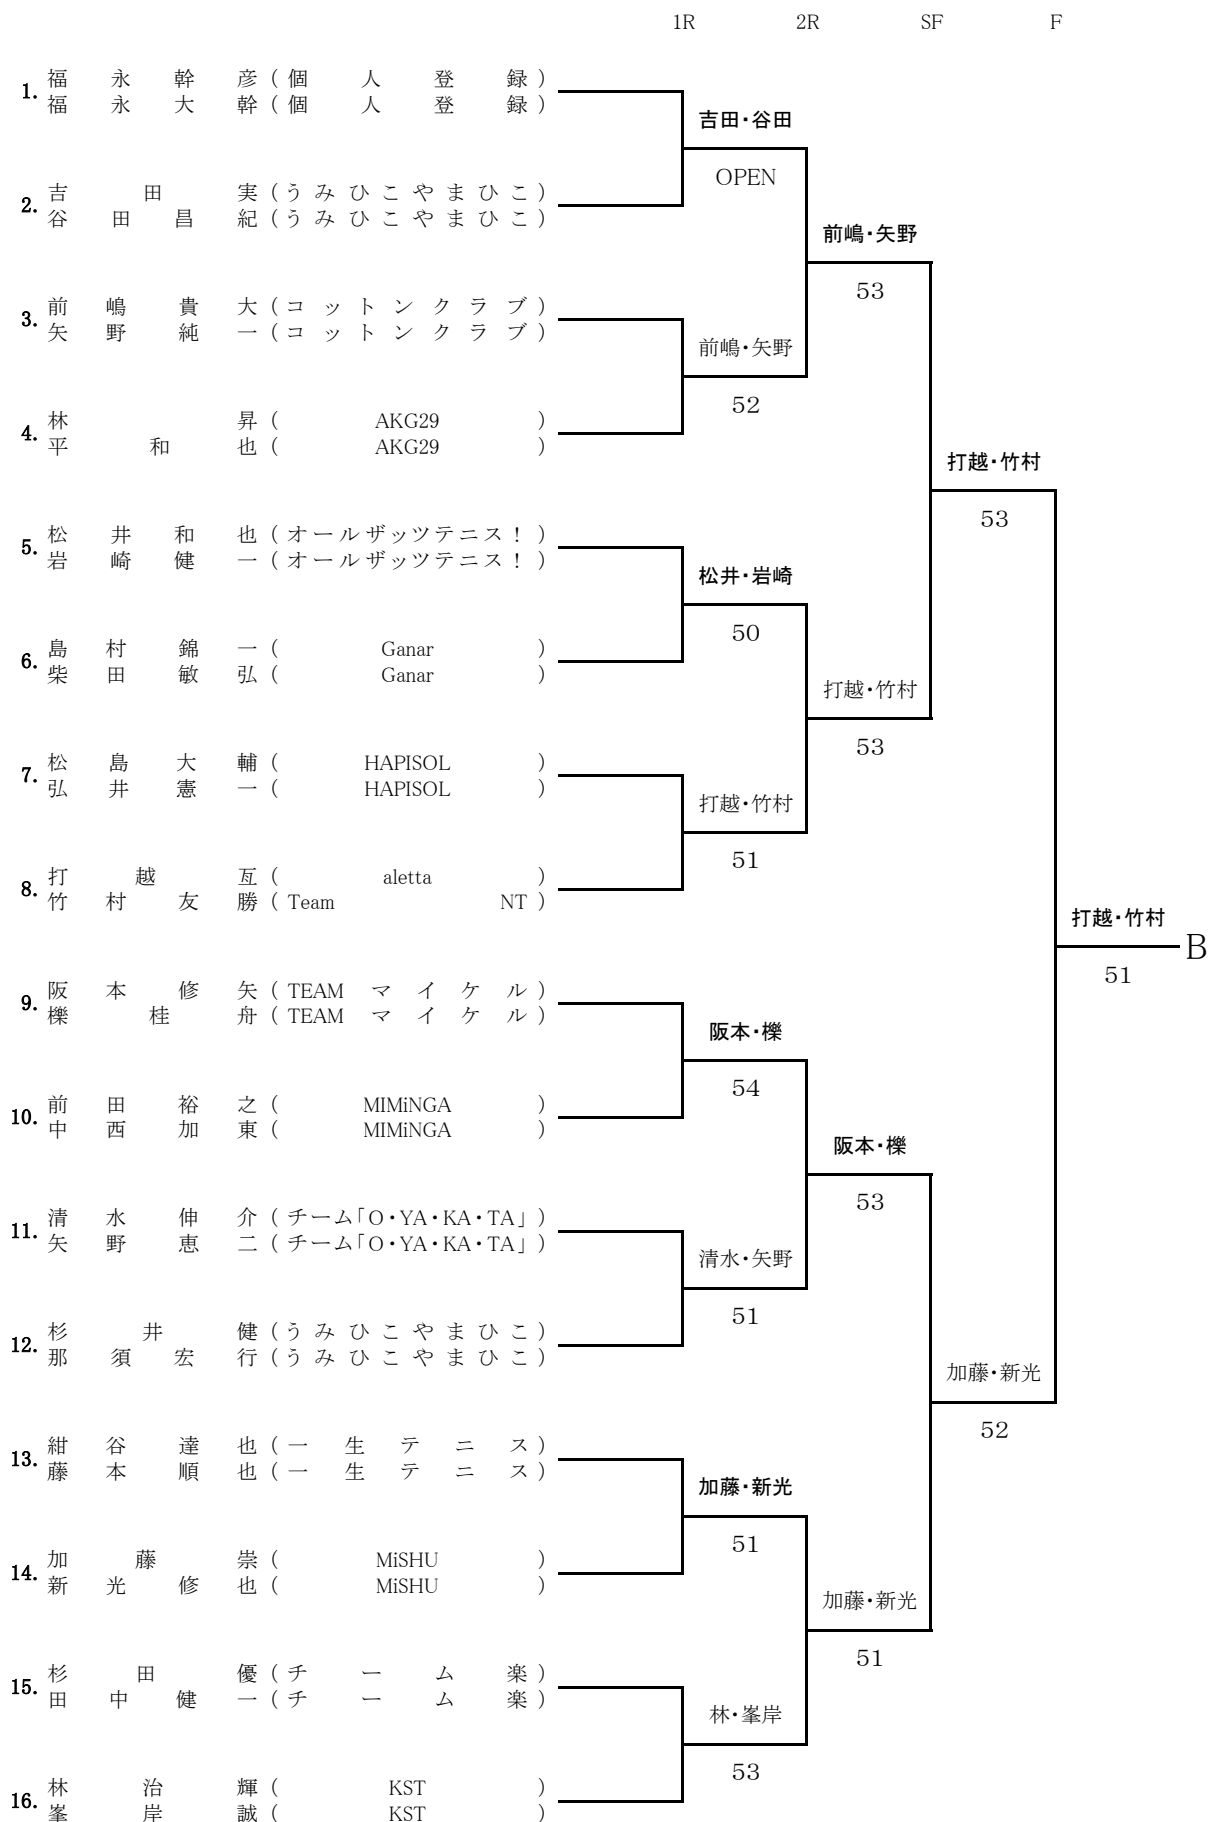 1R 2R SF F
1. 福永幹彦(個人登録)
福永大幹(個人登録)
吉田・谷田
OPEN
2. 吉田実(うみひこやまひこ)
谷田昌紀(うみひこやまひこ)
前嶋・矢野
53
3. 前嶋貴大(コットンクラブ)
矢野純一(コットンクラブ)
前嶋・矢野
52
4. 林昇(AKG29)
平和也(AKG29)
打越・竹村
53
5. 松井和也(オールザッツテニス!)
岩崎健一(オールザッツテニス!)
松井・岩崎
50
6. 島村錦一(Ganar)
柴田敏弘(Ganar)
打越・竹村
53
7. 松島大輔(HAPISOL)
弘井憲一(HAPISOL)
打越・竹村
51
8. 打越亙(aletta)
竹村友勝(Team NT)
打越・竹村
B
51
9. 阪本修矢(TEAMマイケル)
櫟桂舟(TEAMマイケル)
阪本・櫟
54
10. 前田裕之(MIMiNGA)
中西加東(MIMiNGA)
阪本・櫟
53
11. 清水伸介(チーム「O・YA・KA・TA」)
矢野恵二(チーム「O・YA・KA・TA」)
清水・矢野
51
12. 杉井健(うみひこやまひこ)
那須宏行(うみひこやまひこ)
加藤・新光
52
13. 紺谷達也(一生テニス)
藤本順也(一生テニス)
加藤・新光
51
14. 加藤崇(MiSHU)
新光修也(MiSHU)
加藤・新光
51
15. 杉田優(チーム楽)
田中健一(チーム楽)
林・峯岸
53
16. 林治輝(KST)
峯岸誠(KST)